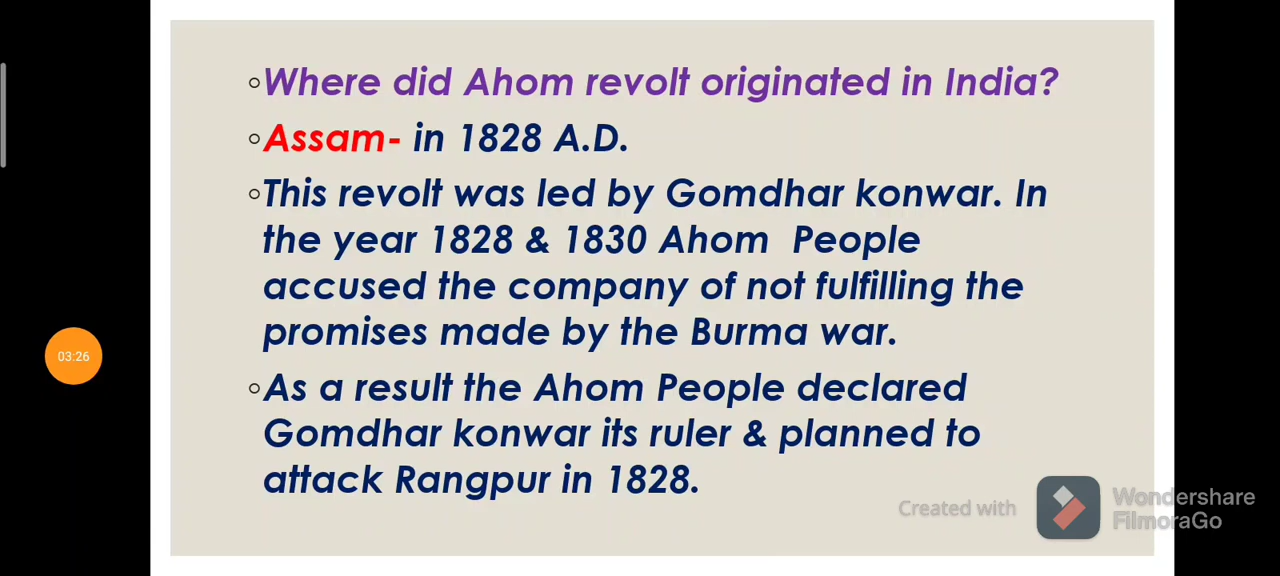 Where did Ahom revolt originated in India?
Assam- in 1828 A.D.
This revolt was led by Gomdhar konwar. In
the year 1828 & 1830 Ahom People
accused the company of not fulfilling the
promises made by the Burma war.
As a result the Ahom People declared
Gomdhar konwar its ruler & planned to
attack Rangpur in 1828.
03:26
Created with
Wondershare
FilmoraGo